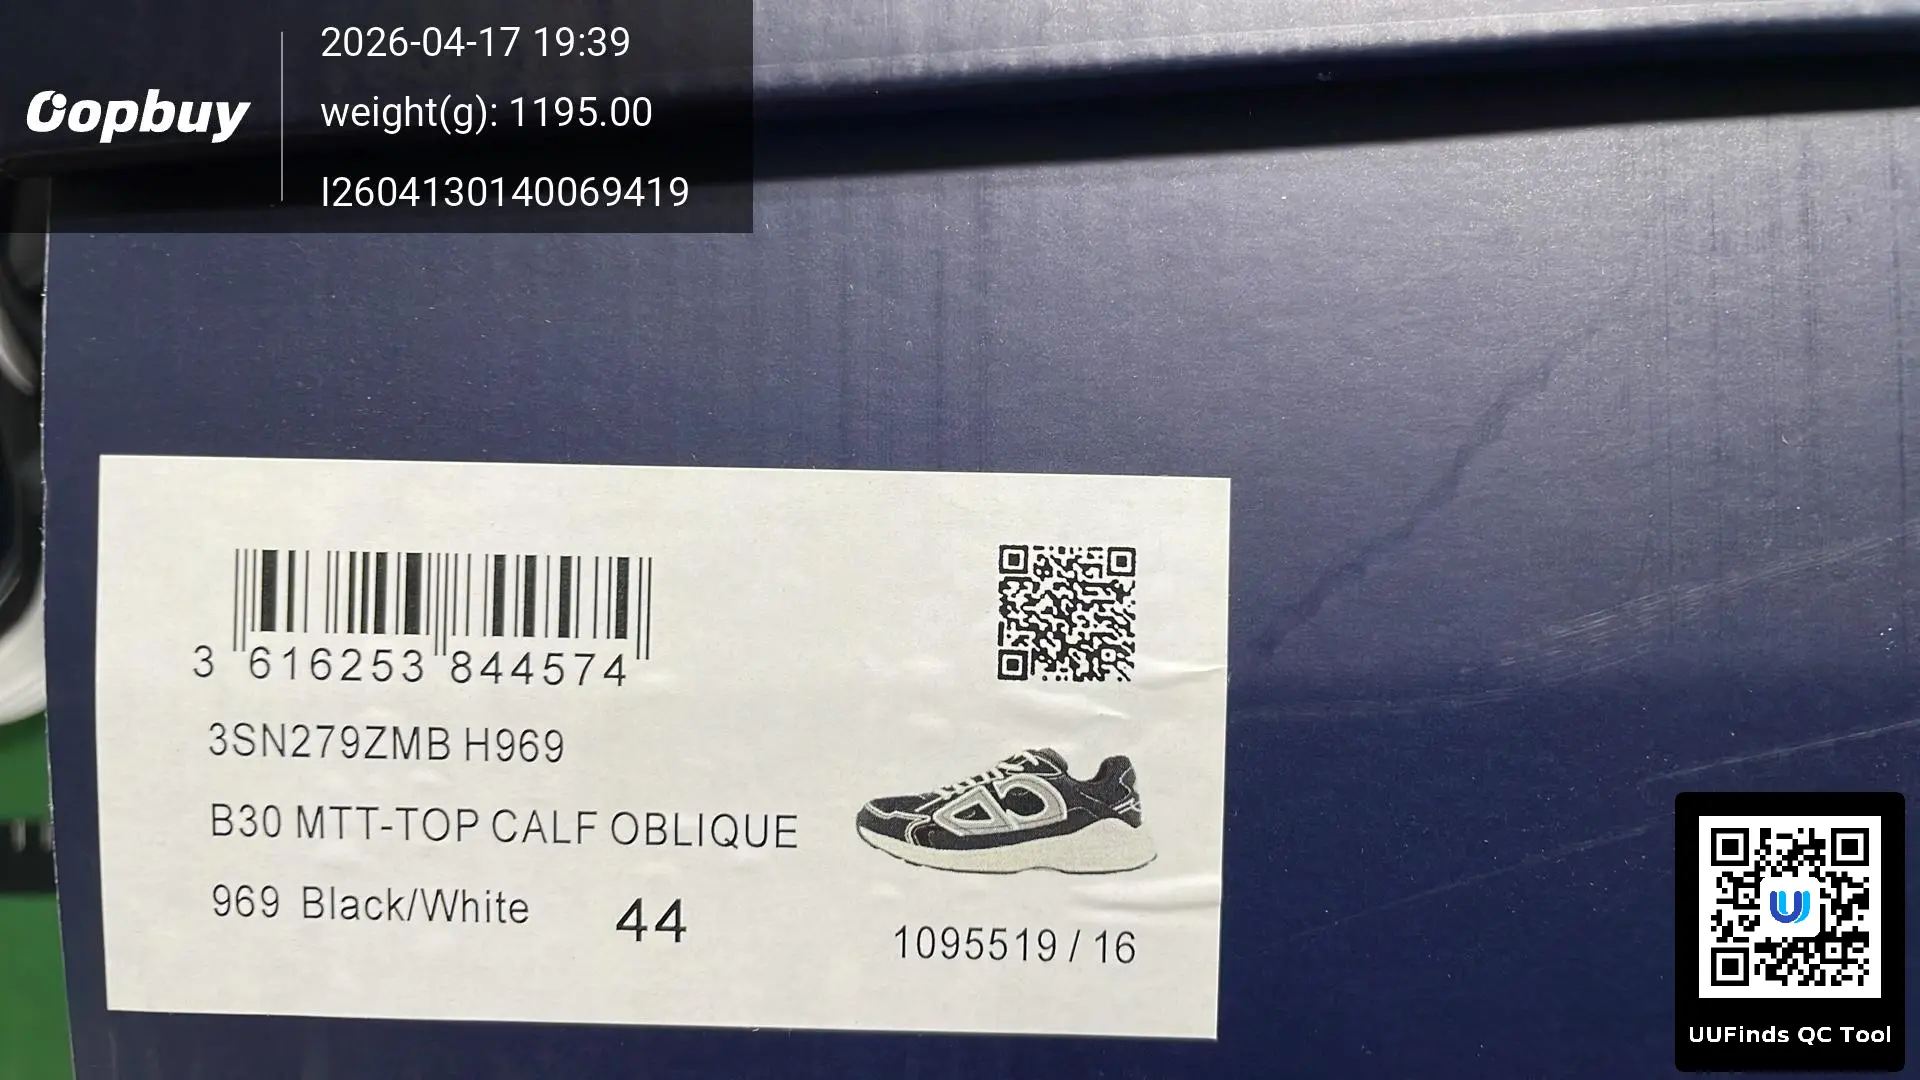 Oopbuy
2026-04-17 19:39
weight(g): 1195.00
I2604130140069419
3 616253 844574
3SN279ZMB H969
B30 MTT-TOP CALF OBLIQUE
969 Black/White 44
1095519 / 16
UUFinds QC Tool